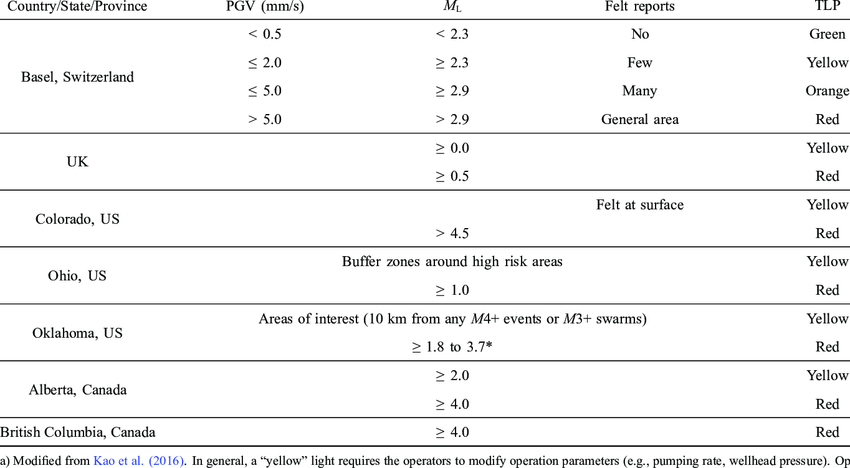 Country/State/Province PGV (mm/s) ML Felt reports TLP
< 0.5 < 2.3 No Green
≤ 2.0 ≥ 2.3 Few Yellow
Basel, Switzerland
≤ 5.0 ≥ 2.9 Many Orange
> 5.0 > 2.9 General area Red
≥ 0.0 Yellow
UK
≥ 0.5 Red
Felt at surface Yellow
Colorado, US
> 4.5 Red
Buffer zones around high risk areas Yellow
Ohio, US
≥ 1.0 Red
Areas of interest (10 km from any M4+ events or M3+ swarms) Yellow
Oklahoma, US
≥ 1.8 to 3.7* Red
≥ 2.0 Yellow
Alberta, Canada
≥ 4.0 Red
British Columbia, Canada ≥ 4.0 Red
a) Modified from Kao et al. (2016). In general, a “yellow” light requires the operators to modify operation parameters (e.g., pumping rate, wellhead pressure). Op